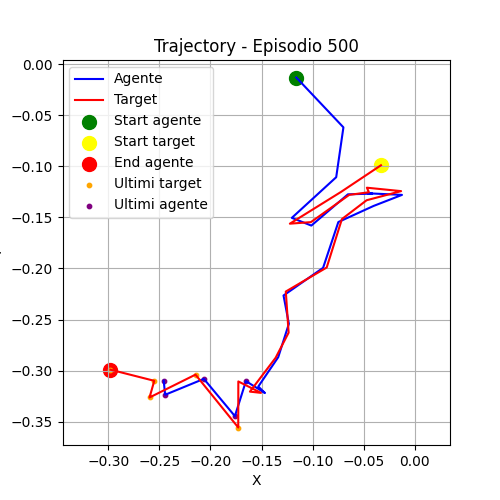 Trajectory - Episodio 500
Agente
Target
Start agente
Start target
End agente
Ultimi target
Ultimi agente
0.00
−0.05
−0.10
−0.15
−0.20
−0.25
−0.30
−0.35
−0.30 −0.25 −0.20 −0.15 −0.10 −0.05 0.00
X